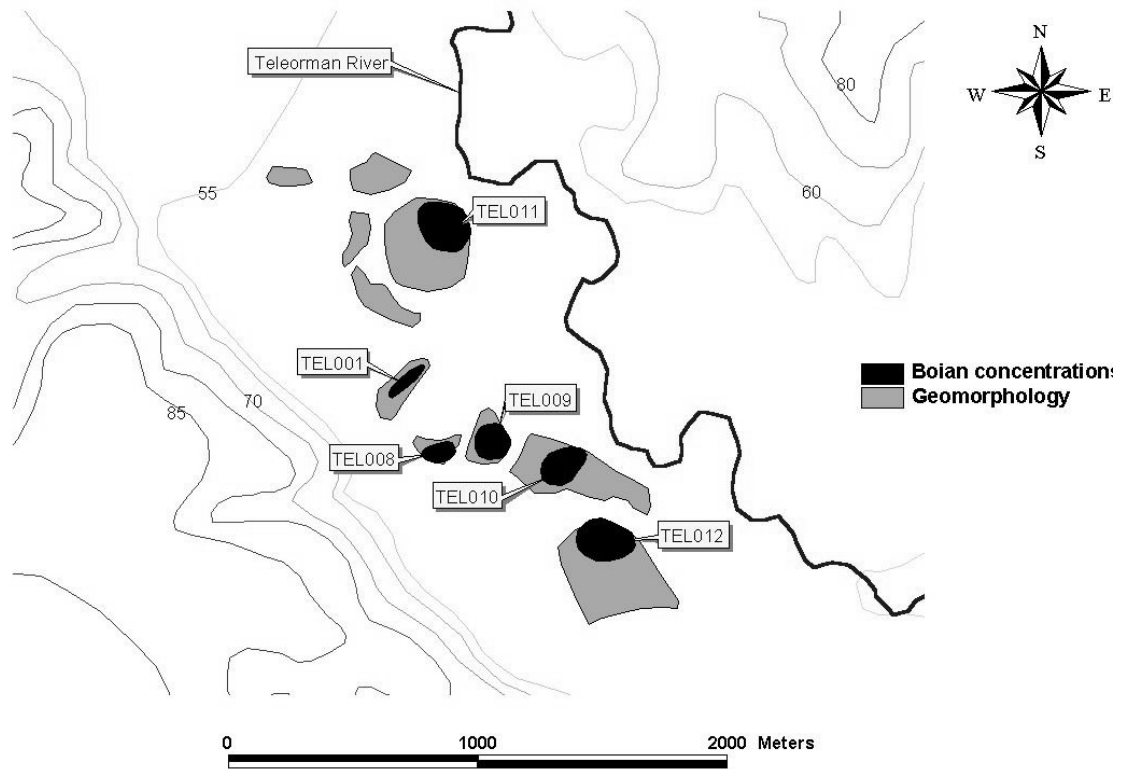 N
Teleorman River
80
W E
S
55
60
TEL011
TEL001
Boian concentrations
70
TEL009
Geomorphology
85
TEL008
TEL010
TEL012
0 1000 2000 Meters